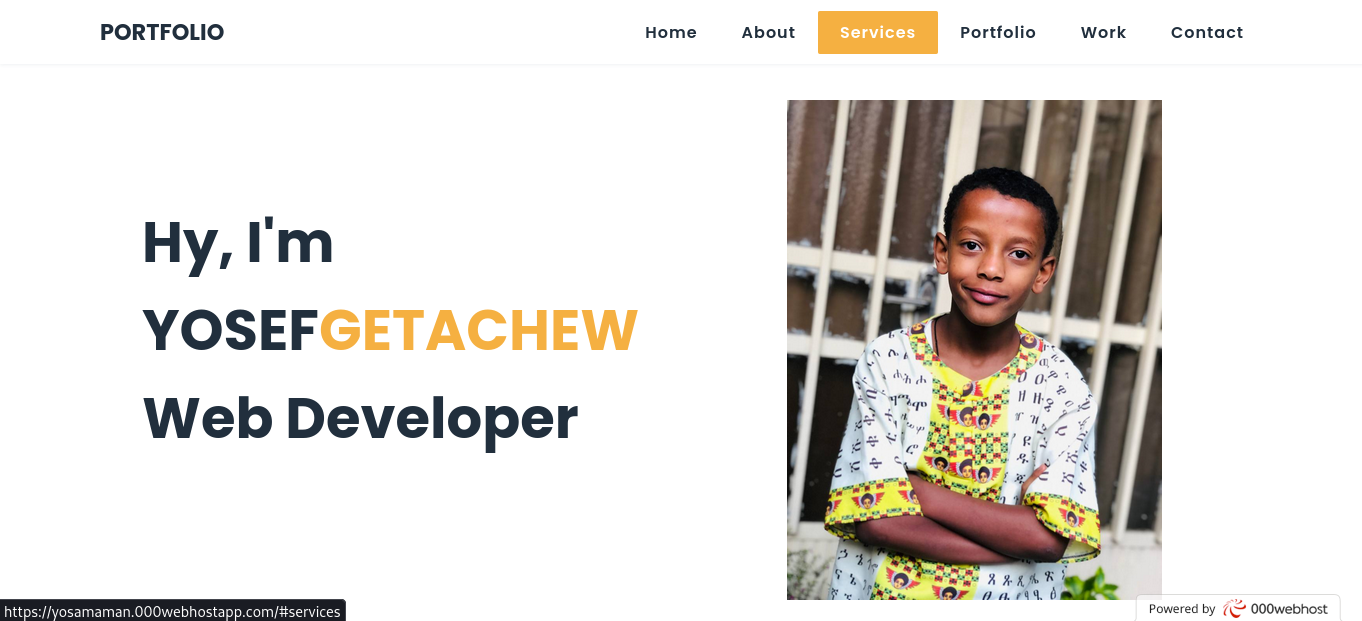 PORTFOLIO
Home About Services Portfolio Work Contact
Hy, I'm
YOSEFGETACHEW
Web Developer
https://yosamaman.000webhostapp.com/#services
Powered by 000webhost